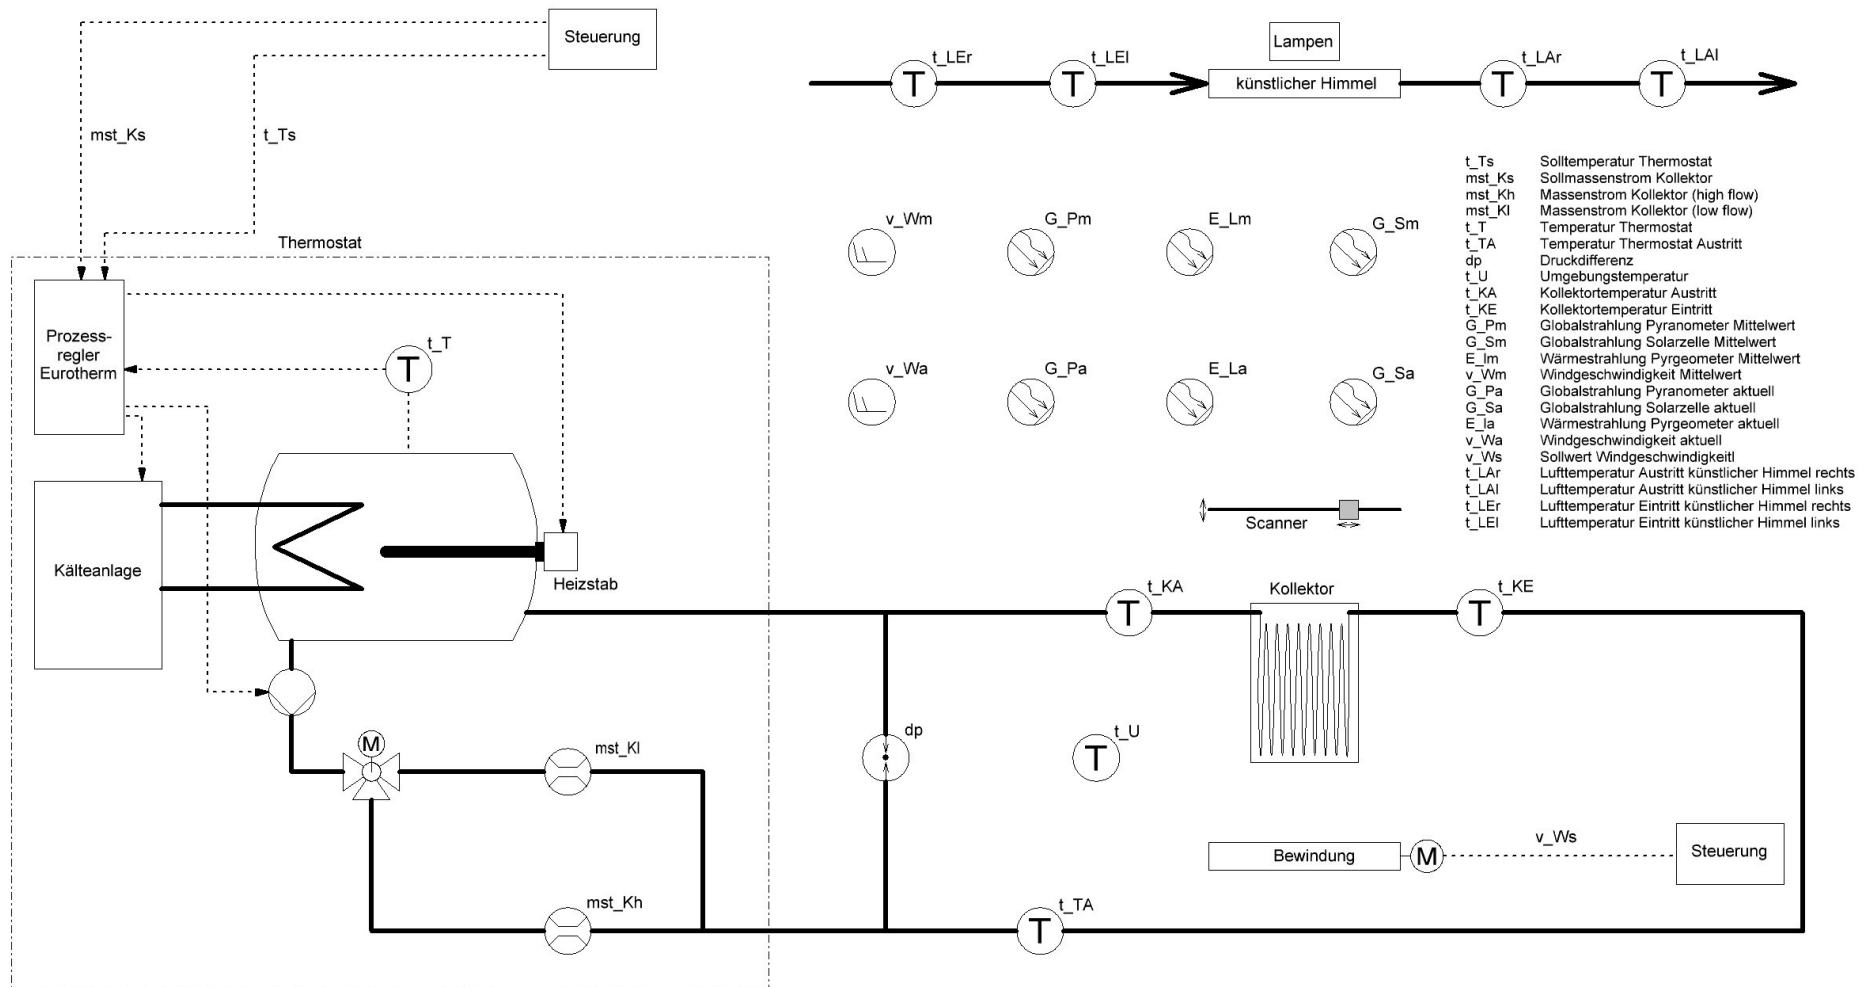 Steuerung
mst_Ks
t_Ts
Lampen
t_LEr
t_LEl
künstlicher Himmel
t_LAr
t_LAl
T
T
T
T
t_Ts Solltemperatur Thermostat
mst_Ks Sollmassenstrom Kollektor
mst_Kh Massenstrom Kollektor (high flow)
mst_Kl Massenstrom Kollektor (low flow)
t_T Temperatur Thermostat
t_TA Temperatur Thermostat Austritt
dp Druckdifferenz
t_U Umgebungstemperatur
t_KA Kollektortemperatur Austritt
t_KE Kollektortemperatur Eintritt
G_Pm Globalstrahlung Pyranometer Mittelwert
G_Sm Globalstrahlung Solarzelle Mittelwert
E_lm Wärmestrahlung Pyrgeometer Mittelwert
v_Wm Windgeschwindigkeit Mittelwert
G_Pa Globalstrahlung Pyranometer aktuell
G_Sa Globalstrahlung Solarzelle aktuell
E_la Wärmestrahlung Pyrgeometer aktuell
v_Wa Windgeschwindigkeit aktuell
v_Ws Sollwert Windgeschwindigkeitl
t_LAr Lufttemperatur Austritt künstlicher Himmel rechts
t_LAl Lufttemperatur Austritt künstlicher Himmel links
t_LEr Lufttemperatur Eintritt künstlicher Himmel rechts
t_LEl Lufttemperatur Eintritt künstlicher Himmel links
v_Wm
G_Pm
E_Lm
G_Sm
v_Wa
G_Pa
E_La
G_Sa
Scanner
Thermostat
Prozess-
regler
Eurotherm
t_T
T
Kälteanlage
Heizstab
M
mst_Kl
mst_Kh
t_KA
T
Kollektor
t_KE
T
dp
t_U
T
Bewindung
M
v_Ws
Steuerung
t_TA
T